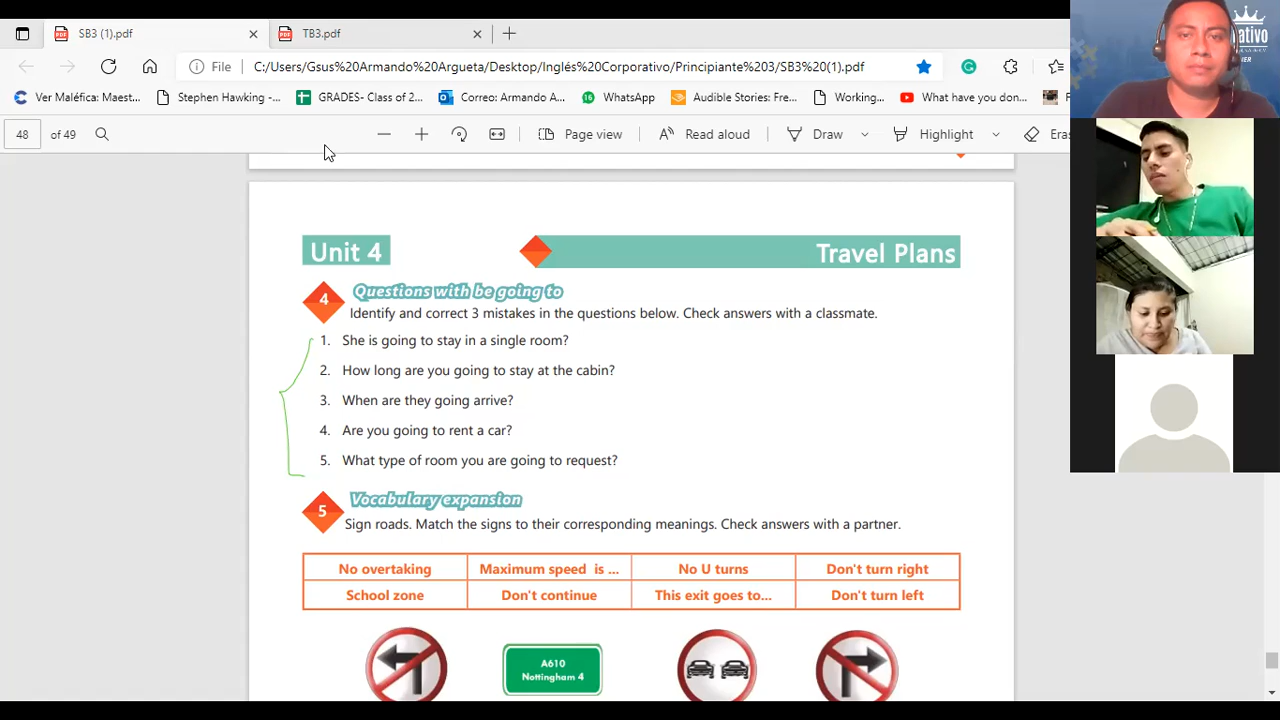 SB3 (1).pdf
TB3.pdf
File C:/Users/Gsus%20Armando%20Argueta/Desktop/Inglés%20Corporativo/Principiante%203/SB3%20(1).pdf
Ver Maléfica: Maest...
Stephen Hawking -...
GRADES- Class of 2...
Correo: Armando A...
WhatsApp
Audible Stories: Fre...
Working...
What have you don...
48 of 49
Page view
Read aloud
Draw
Highlight
Unit 4
Travel Plans
4
Questions with be going to
Identify and correct 3 mistakes in the questions below. Check answers with a classmate.
1. She is going to stay in a single room?
2. How long are you going to stay at the cabin?
3. When are they going arrive?
4. Are you going to rent a car?
5. What type of room you are going to request?
5
Vocabulary expansion
Sign roads. Match the signs to their corresponding meanings. Check answers with a partner.
No overtaking Maximum speed is ... No U turns Don't turn right
School zone Don't continue This exit goes to... Don't turn left
A610
Nottingham 4